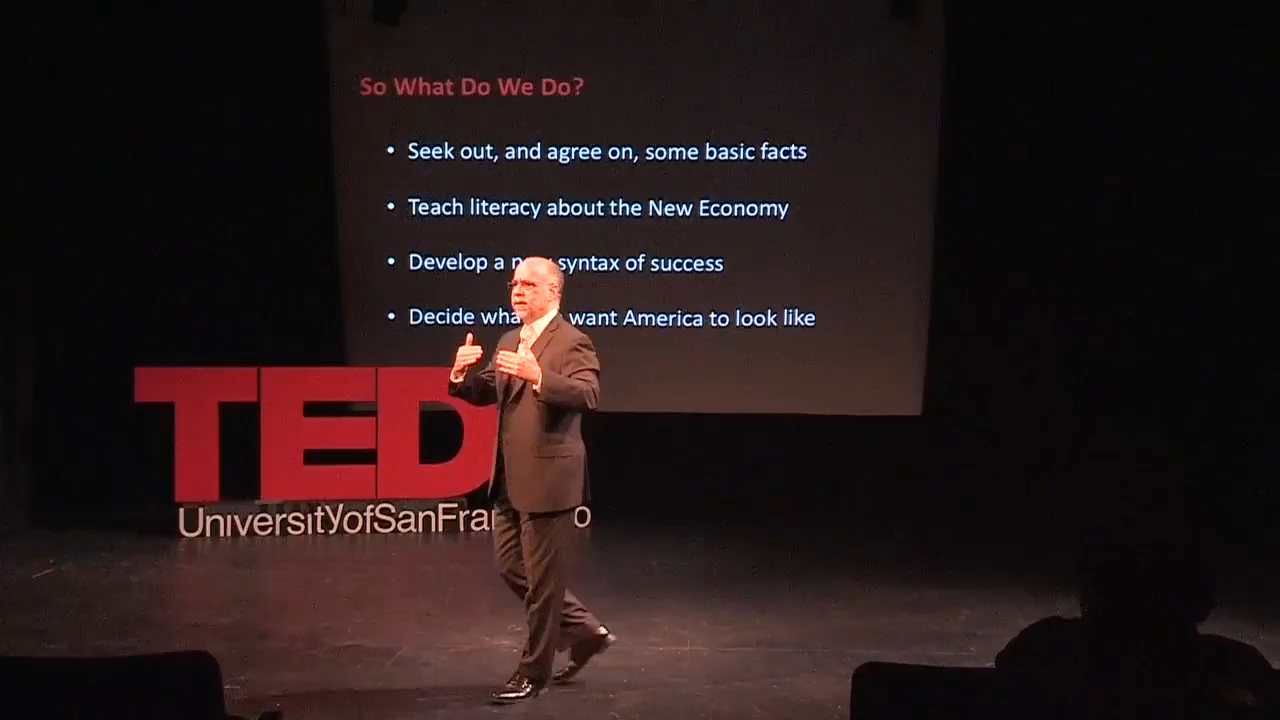 So What Do We Do?
• Seek out, and agree on, some basic facts
• Teach literacy about the New Economy
• Develop a syntax of success
• Decide want America to look like
TED
UniversityofSanFra o